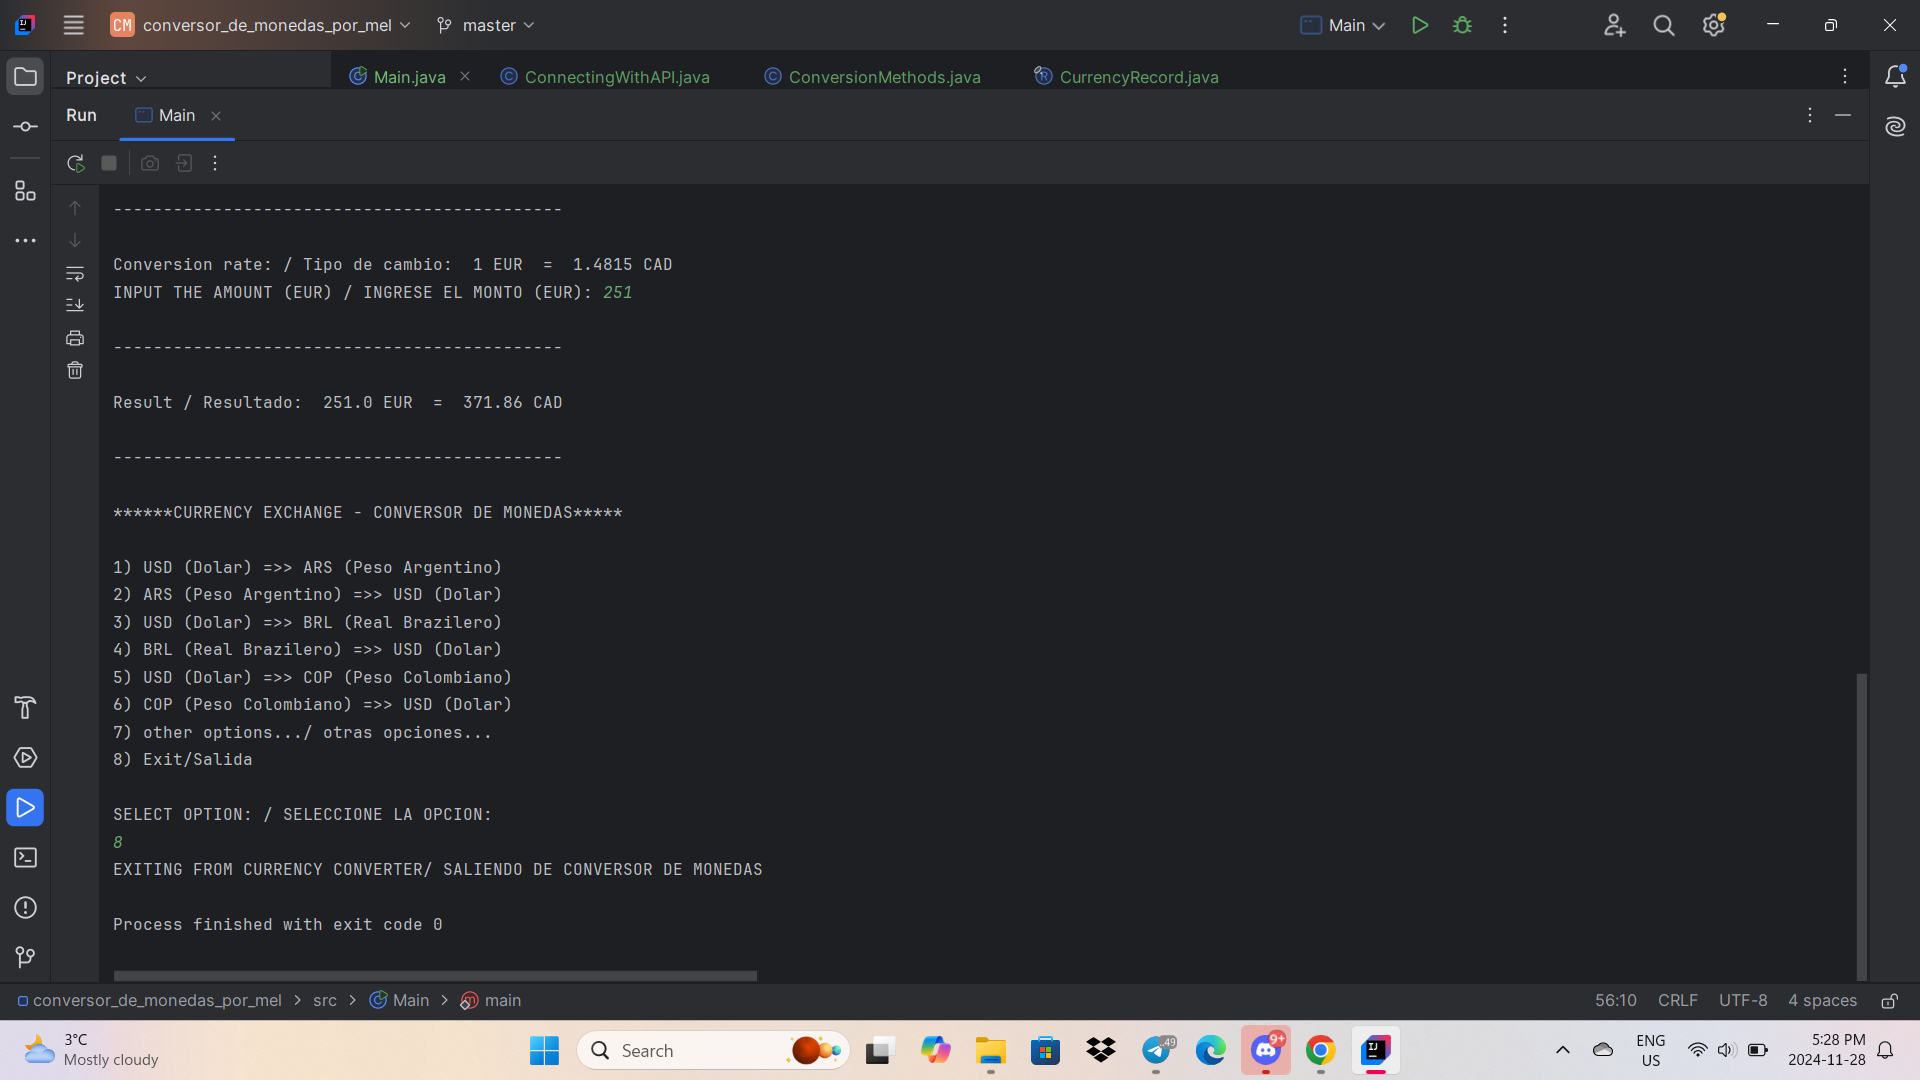 CM conversor_de_monedas_por_mel master Main
Project Main.java ConnectingWithAPI.java ConversionMethods.java CurrencyRecord.java
Run Main
---------------------------------------------
Conversion rate: / Tipo de cambio:  1 EUR  =  1.4815 CAD
INPUT THE AMOUNT (EUR) / INGRESE EL MONTO (EUR): 251
---------------------------------------------
Result / Resultado:  251.0 EUR  =  371.86 CAD
---------------------------------------------
******CURRENCY EXCHANGE - CONVERSOR DE MONEDAS*****
1) USD (Dolar) =>> ARS (Peso Argentino)
2) ARS (Peso Argentino) =>> USD (Dolar)
3) USD (Dolar) =>> BRL (Real Brazilero)
4) BRL (Real Brazilero) =>> USD (Dolar)
5) USD (Dolar) =>> COP (Peso Colombiano)
6) COP (Peso Colombiano) =>> USD (Dolar)
7) other options.../ otras opciones...
8) Exit/Salida
SELECT OPTION: / SELECCIONE LA OPCION:
8
EXITING FROM CURRENCY CONVERTER/ SALIENDO DE CONVERSOR DE MONEDAS
Process finished with exit code 0
conversor_de_monedas_por_mel > src > Main > main 56:10 CRLF UTF-8 4 spaces
3°C
Mostly cloudy
Search
.49
9+
ENG
US
5:28 PM
2024-11-28